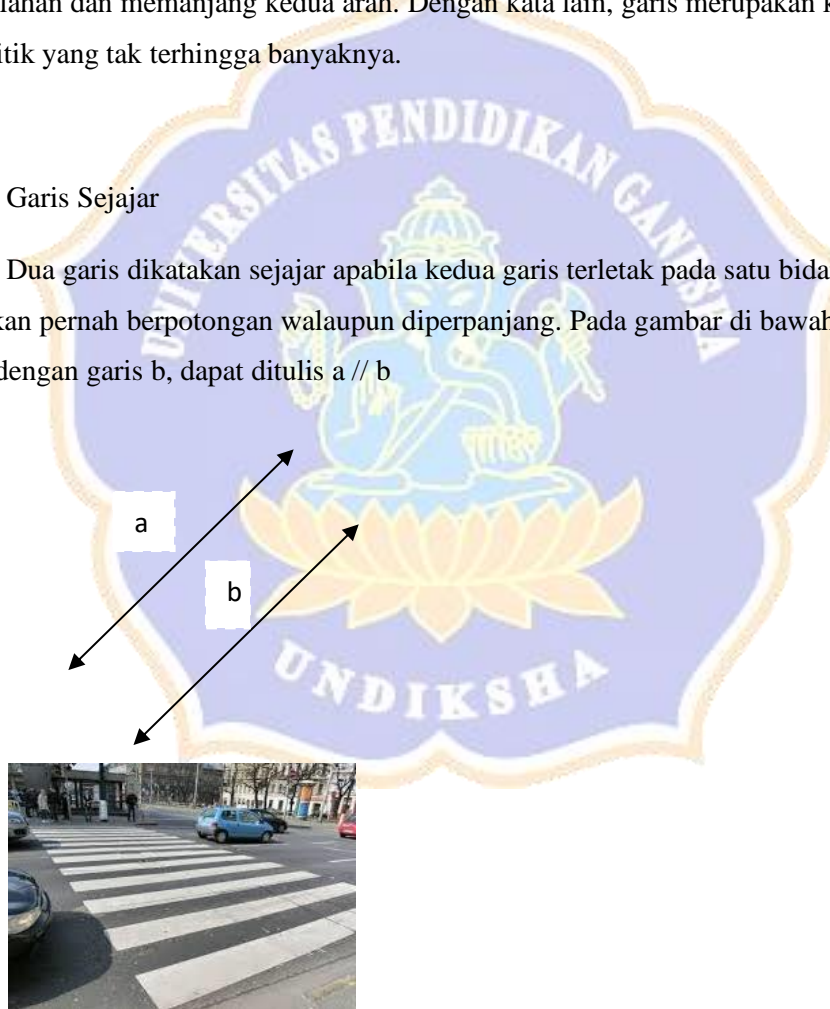 lahan dan memanjang kedua arah. Dengan kata lain, garis merupakan k
itik yang tak terhingga banyaknya.
UNIVERSITAS PENDIDIKAN GANESHA
Garis Sejajar
Dua garis dikatakan sejajar apabila kedua garis terletak pada satu bida
kan pernah berpotongan walaupun diperpanjang. Pada gambar di bawah
dengan garis b, dapat ditulis a // b
a
b
UNDIKSHA